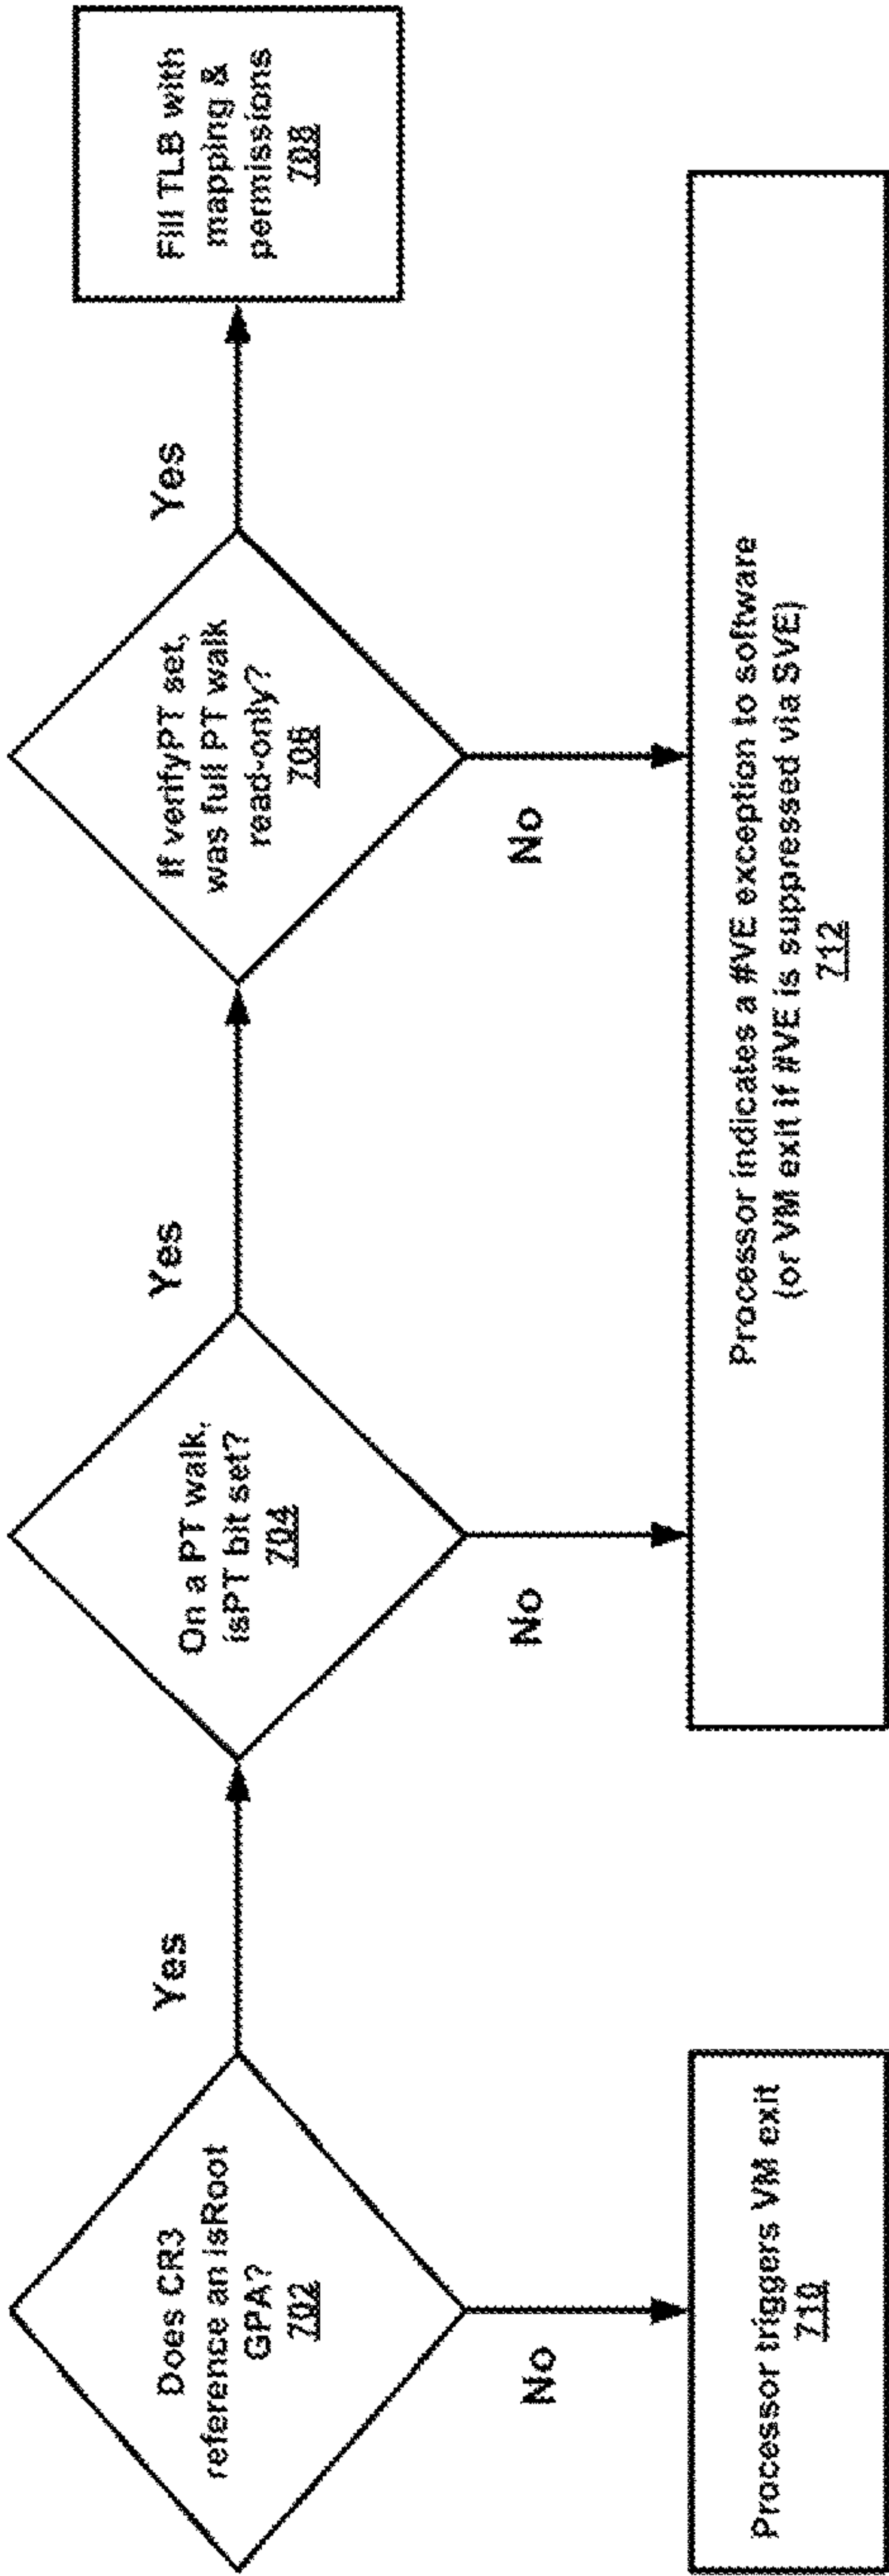 Does CR3
reference an isRoot
GPA?
702
Yes
No
On a PT walk,
isPT bit set?
704
Yes
No
If verifyPT set,
was full PT walk
read-only?
706
Yes
No
Fill TLB with
mapping &
permissions
708
Processor triggers VM exit
710
Processor indicates a #VE exception to software
(or VM exit if #VE is suppressed via SVE)
712